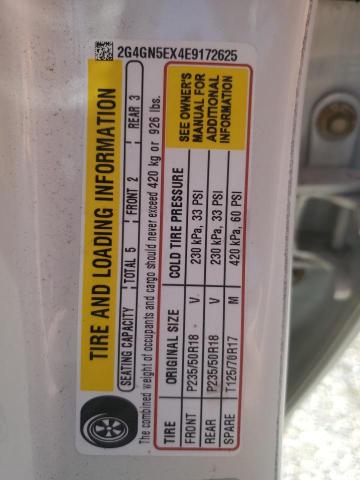 2G4GN5EX4E9172625
TIRE AND LOADING INFORMATION
SEATING CAPACITY TOTAL 5 FRONT 2 REAR 3
The combined weight of occupants and cargo should never exceed 420 kg or 926 lbs.
TIRE ORIGINAL SIZE COLD TIRE PRESSURE
FRONT P235/50R18 V 230 kPa, 33 PSI
REAR P235/50R18 V 230 kPa, 33 PSI
SPARE T125/70R17 M 420 kPa, 60 PSI
SEE OWNER'S
MANUAL FOR
ADDITIONAL
INFORMATION